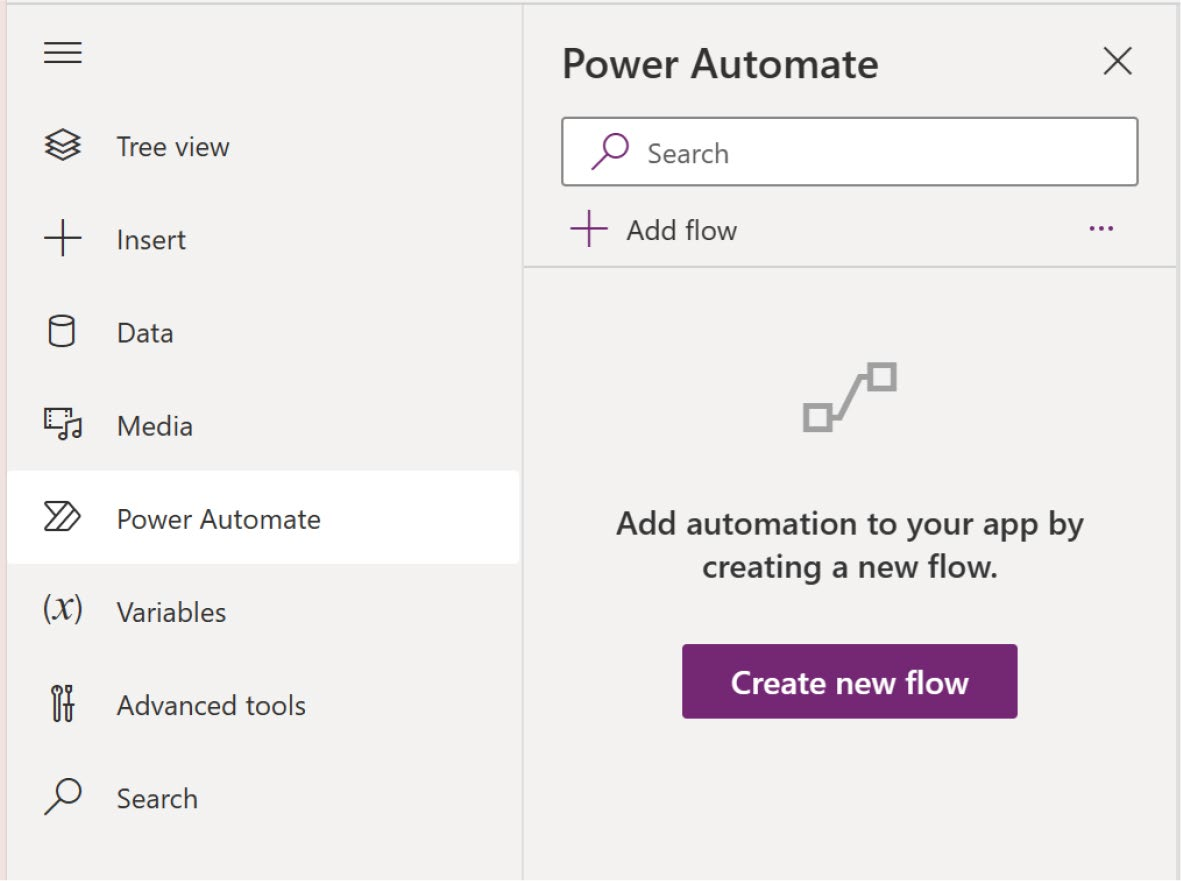 Tree view
Insert
Data
Media
Power Automate
(x) Variables
Advanced tools
Search
Power Automate
Search
Add flow
...
Add automation to your app by
creating a new flow.
Create new flow